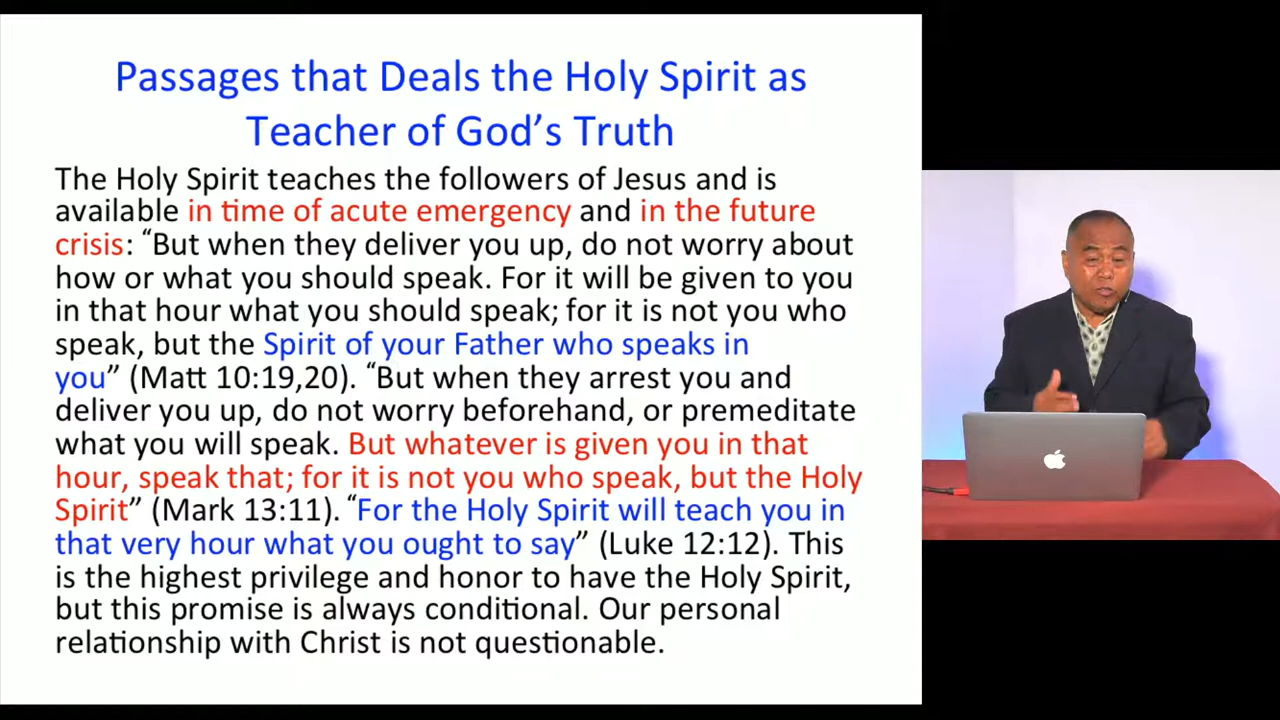 Passages that Deals the Holy Spirit as
Teacher of God’s Truth
The Holy Spirit teaches the followers of Jesus and is
available in time of acute emergency and in the future
crisis: “But when they deliver you up, do not worry about
how or what you should speak. For it will be given to you
in that hour what you should speak; for it is not you who
speak, but the Spirit of your Father who speaks in
you” (Matt 10:19,20). “But when they arrest you and
deliver you up, do not worry beforehand, or premeditate
what you will speak. But whatever is given you in that
hour, speak that; for it is not you who speak, but the Holy
Spirit” (Mark 13:11). “For the Holy Spirit will teach you in
that very hour what you ought to say” (Luke 12:12). This
is the highest privilege and honor to have the Holy Spirit,
but this promise is always conditional. Our personal
relationship with Christ is not questionable.